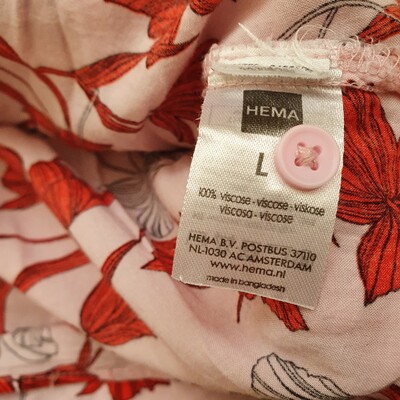 HEMA
L
100% viscose - viscose - viskose
viscosa - viscose
HEMA B.V. POSTBUS 37110
NL-1030 AC AMSTERDAM
www.hema.nl
made in bangladesh